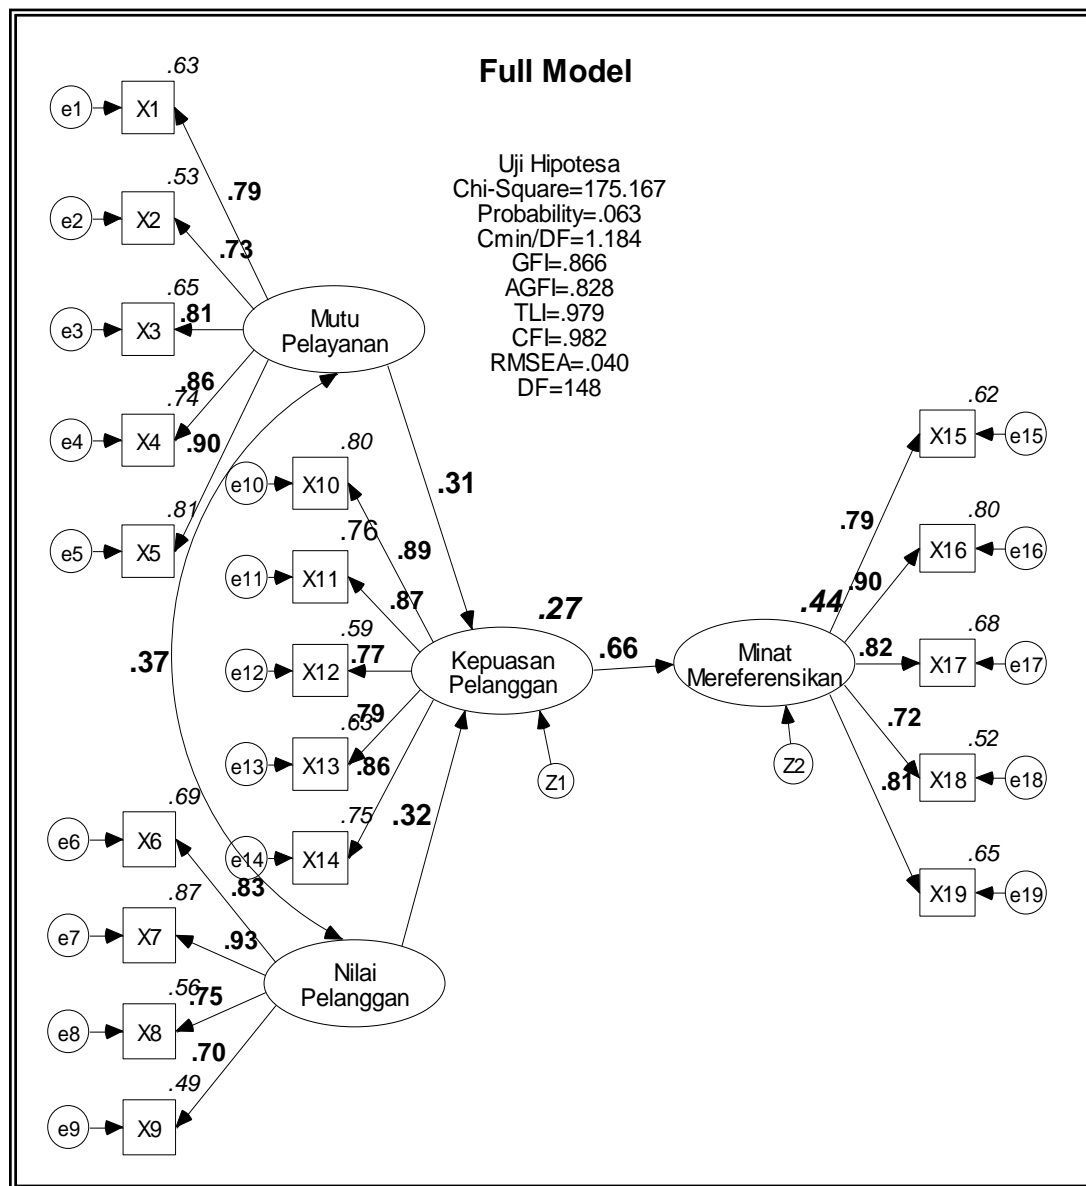 Full Model
Uji Hipotesa
Chi-Square=175.167
Probability=.063
Cmin/DF=1.184
GFI=.866
AGFI=.828
TLI=.979
CFI=.982
RMSEA=.040
DF=148
.63
e1 X1
.79
.53
e2 X2
.73
.65
e3 X3 .81
.86
.74
e4 X4
.90
.81
e5 X5
Mutu
Pelayanan
.31
.37
.80
e10 X10
.89
.76
e11 X11
.87
.59
e12 X12 .77
.79
.63
e13 X13
.86
.75
e14 X14
.27
Kepuasan
Pelanggan
.66
Z1
.32
.69
e6 X6
.83
.87
e7 X7
.93
.56
.75
e8 X8
.70
.49
e9 X9
Nilai
Pelanggan
.44
Minat
Mereferensikan
Z2
.62
X15 e15
.79
.80
X16 e16
.90
.68
.82 X17 e17
.72
.52
X18 e18
.81
.65
X19 e19